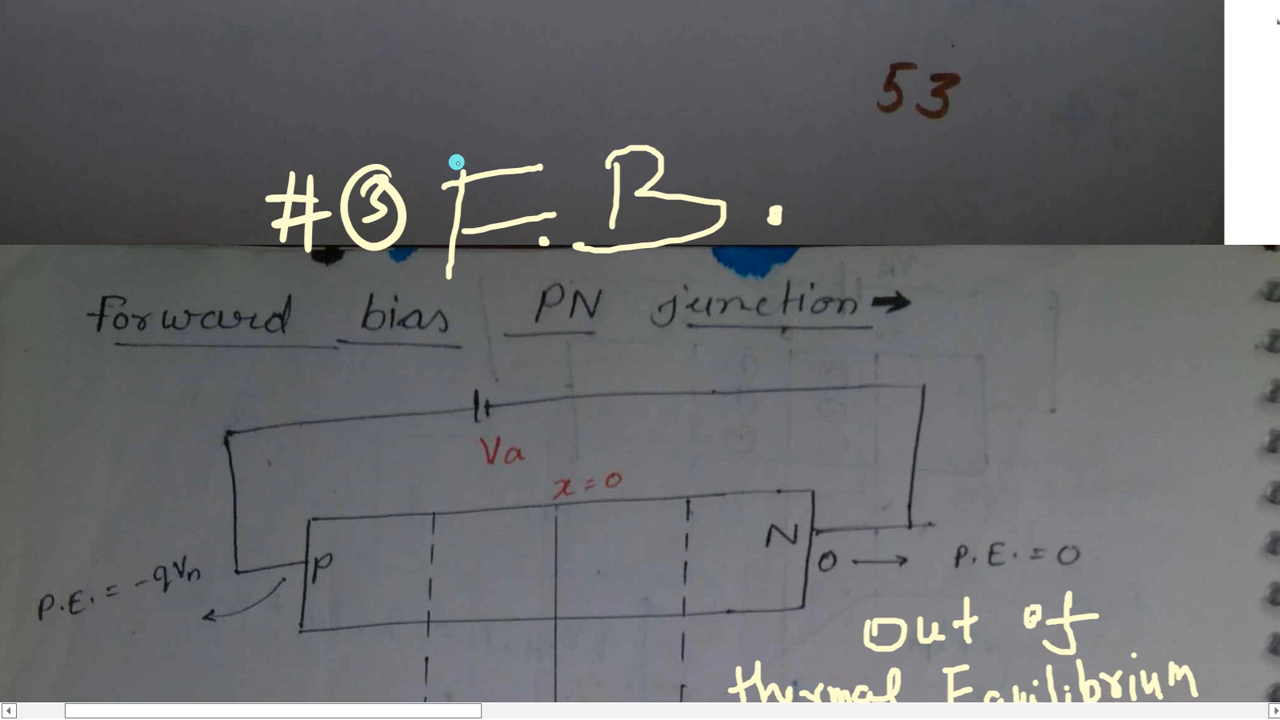 53
#③ F.B.
forward bias PN junction →
Va
x=0
P
N
0 → P.E. = 0
P.E. = -qVn
out of
thermal Equilibrium